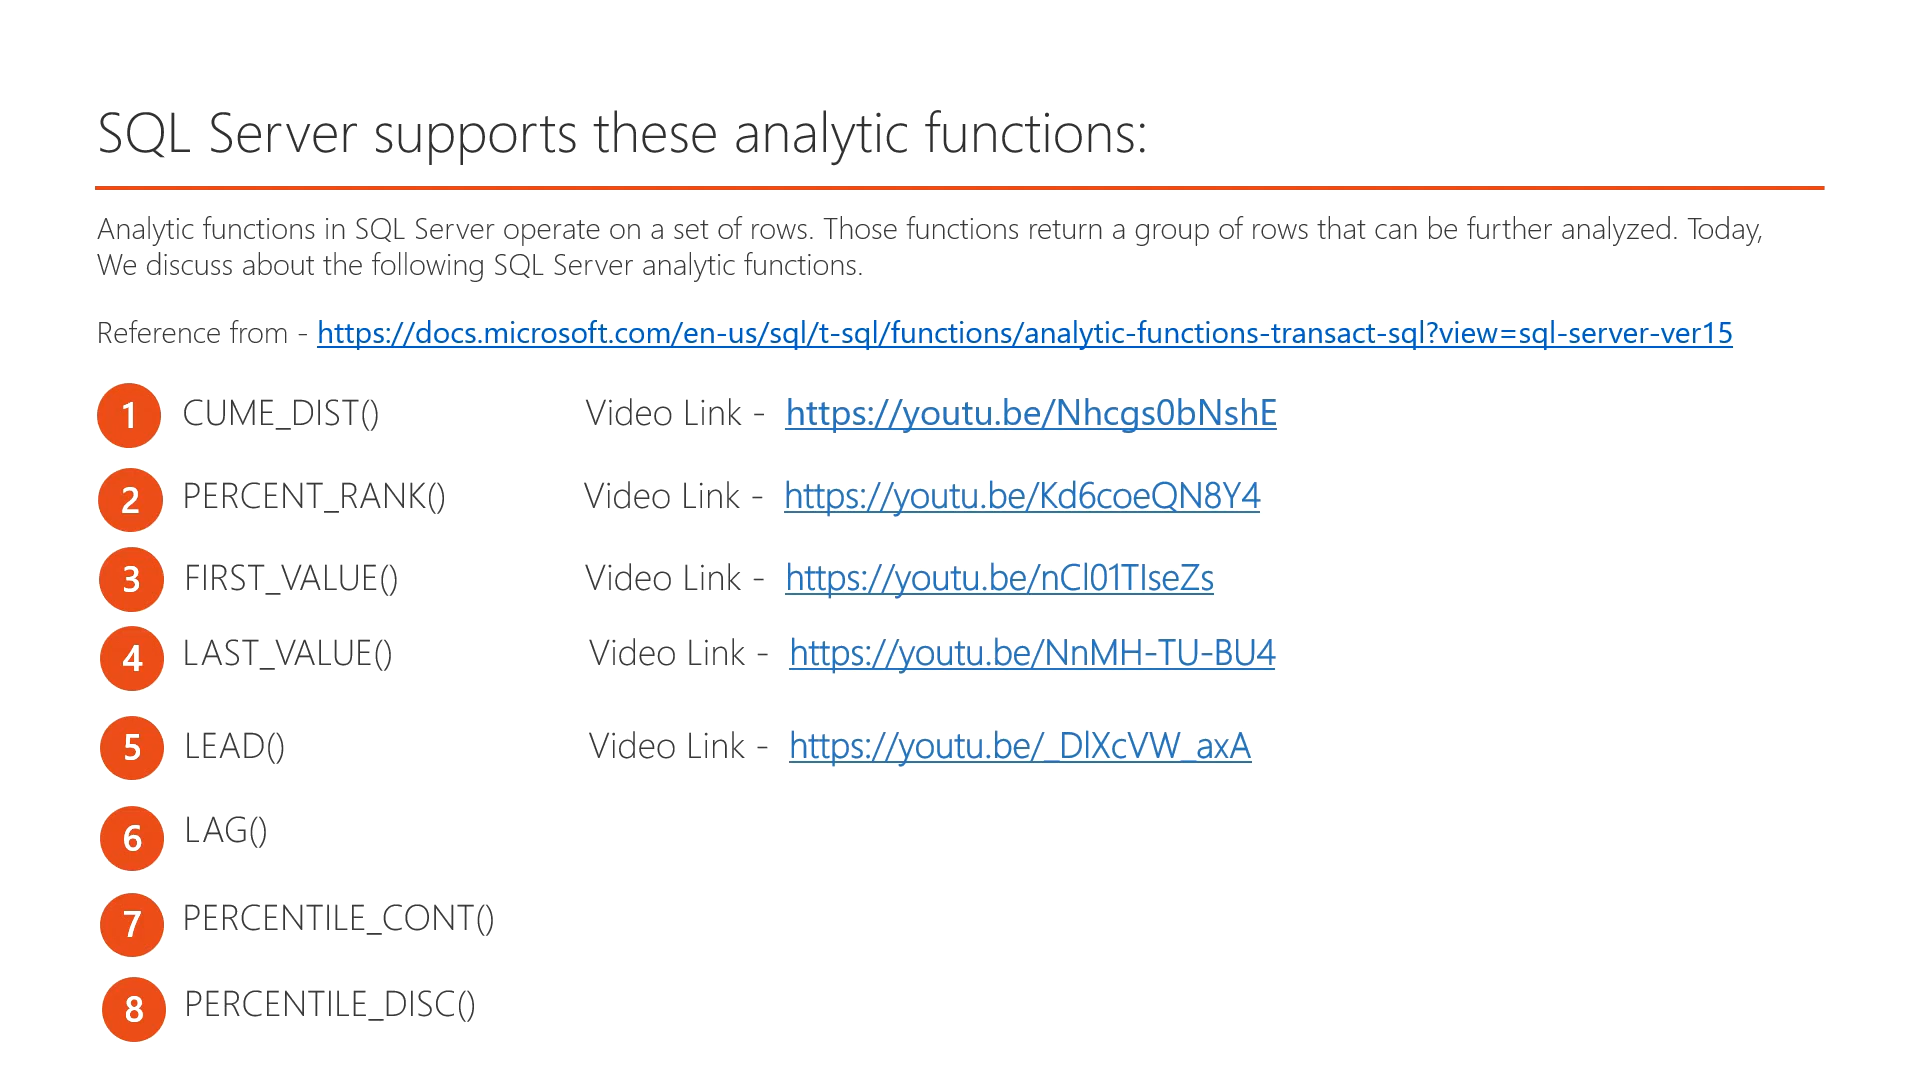 SQL Server supports these analytic functions:
Analytic functions in SQL Server operate on a set of rows. Those functions return a group of rows that can be further analyzed. Today,
We discuss about the following SQL Server analytic functions.
Reference from - https://docs.microsoft.com/en-us/sql/t-sql/functions/analytic-functions-transact-sql?view=sql-server-ver15
1 CUME_DIST() Video Link - https://youtu.be/Nhcgs0bNshE
2 PERCENT_RANK() Video Link - https://youtu.be/Kd6coeQN8Y4
3 FIRST_VALUE() Video Link - https://youtu.be/nCl01TIseZs
4 LAST_VALUE() Video Link - https://youtu.be/NnMH-TU-BU4
5 LEAD() Video Link - https://youtu.be/_DlXcVW_axA
6 LAG()
7 PERCENTILE_CONT()
8 PERCENTILE_DISC()